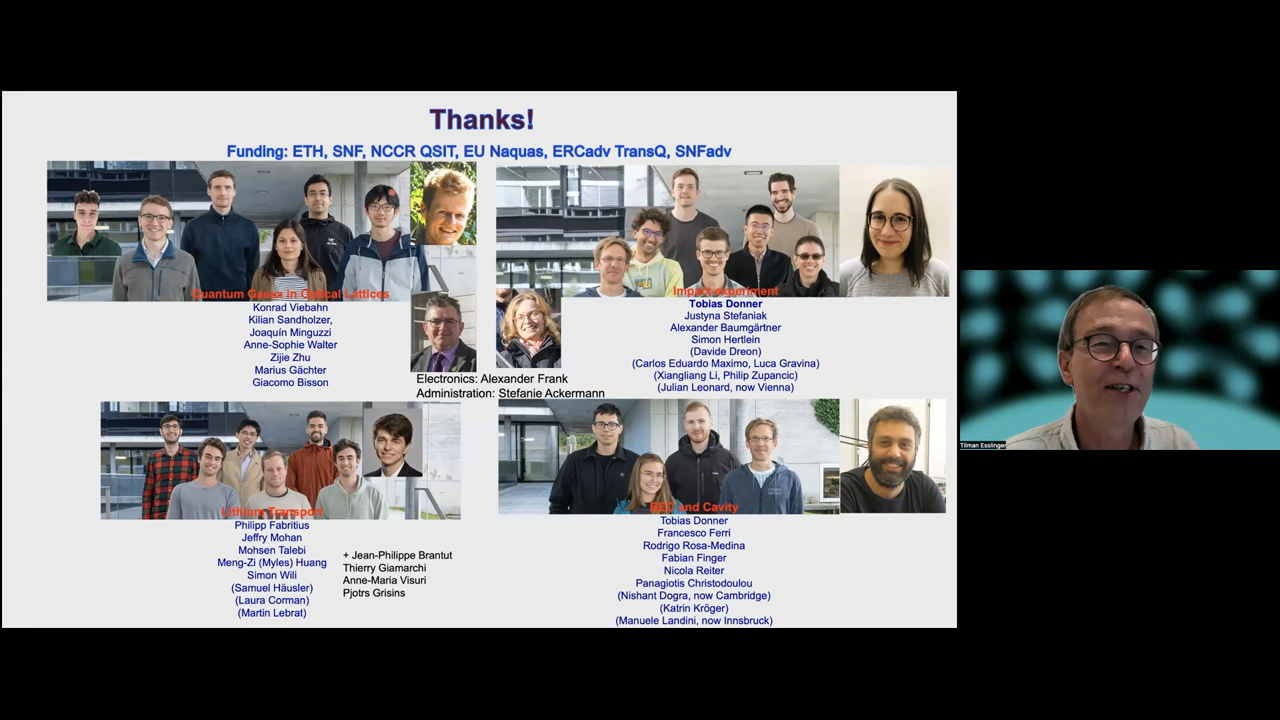 Thanks!
Funding: ETH, SNF, NCCR QSIT, EU Naquas, ERCadv TransQ, SNFadv
Quantum Gases in Optical Lattices
Konrad Viebahn
Kilian Sandholzer,
Joaquín Minguzzi
Anne-Sophie Walter
Zijie Zhu
Marius Gächter
Giacomo Bisson
Impact experiment
Tobias Donner
Justyna Stefaniak
Alexander Baumgärtner
Simon Hertlein
(Davide Dreon)
(Carlos Eduardo Maximo, Luca Gravina)
(Xiangliang Li, Philip Zupancic)
(Julian Leonard, now Vienna)
Electronics: Alexander Frank
Administration: Stefanie Ackermann
Lithium Transport
Philipp Fabritius
Jeffry Mohan
Mohsen Talebi
Meng-Zi (Myles) Huang
Simon Wili
(Samuel Häusler)
(Laura Corman)
(Martin Lebrat)
+ Jean-Philippe Brantut
Thierry Giamarchi
Anne-Maria Visuri
Pjotrs Grisins
BEC and Cavity
Tobias Donner
Francesco Ferri
Rodrigo Rosa-Medina
Fabian Finger
Nicola Reiter
Panagiotis Christodoulou
(Nishant Dogra, now Cambridge)
(Katrin Kröger)
(Manuele Landini, now Innsbruck)
Tilman Esslinger